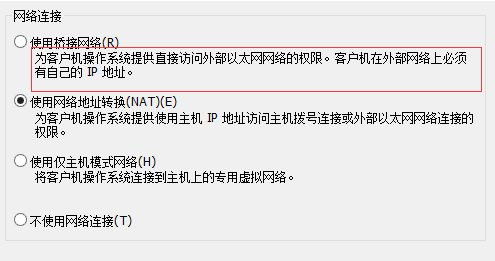 网络连接
使用桥接网络(R)
为客户机操作系统提供直接访问外部以太网网络的权限。客户机在外部网络上必须
有自己的 IP 地址。
使用网络地址转换(NAT)(E)
为客户机操作系统提供使用主机 IP 地址访问主机拨号连接或外部以太网网络连接的
权限。
使用仅主机模式网络(H)
将客户机操作系统连接到主机上的专用虚拟网络。
不使用网络连接(T)